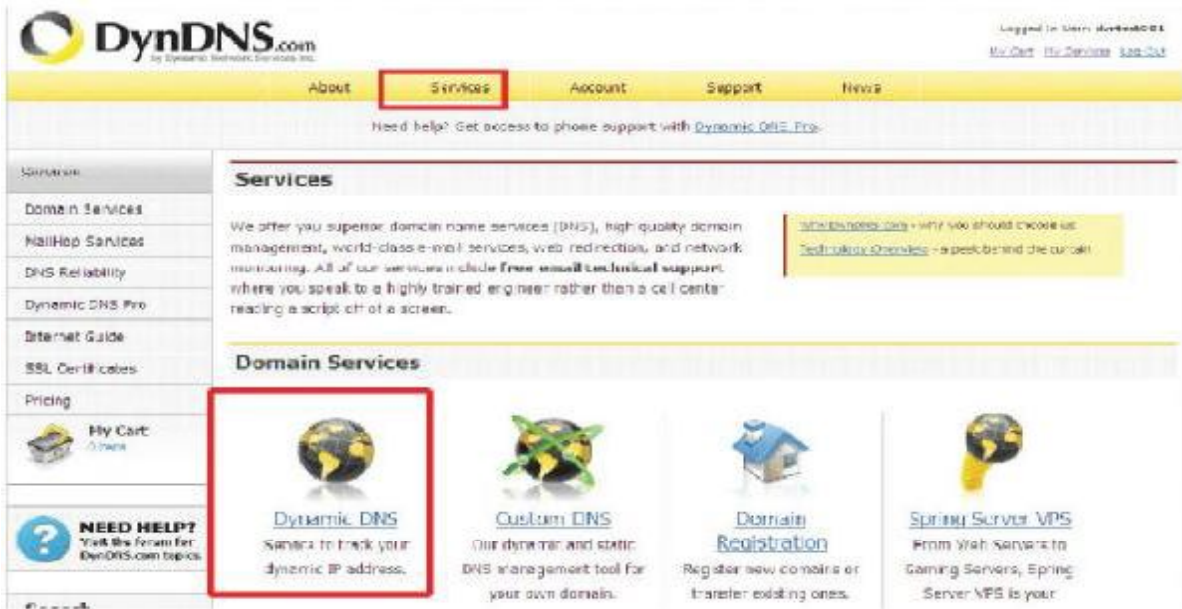 DynDNS.com
by Dynamic Network Services Inc.
Logged In User:
My Cart My Services Log Out
About Services Account Support News
Need help? Get access to phone support with Dynamic DNS Pro.
Services
Domain Services
MailHop Services
DNS Reliability
Dynamic DNS Pro
Internet Guide
SSL Certificates
Pricing
My Cart
0 items
NEED HELP?
Visit the forum for
DynDNS.com topics.
Search
Services
We offer you superior domain name services (DNS), high quality domain
management, world-class e-mail services, web redirection, and network
monitoring. All of our services include free email technical support
where you speak to a highly trained engineer rather than a call center
reading a script off of a screen.
- why you should choose us
Technology Overview - a peek behind the curtain
Domain Services
Dynamic DNS
Service to track your
dynamic IP address.
Custom DNS
Our dynamic and static
DNS management tool for
your own domain.
Domain
Registration
Register new domains or
transfer existing ones.
Spring Server VPS
From Web Servers to
Gaming Servers, Spring
Server VPS is your